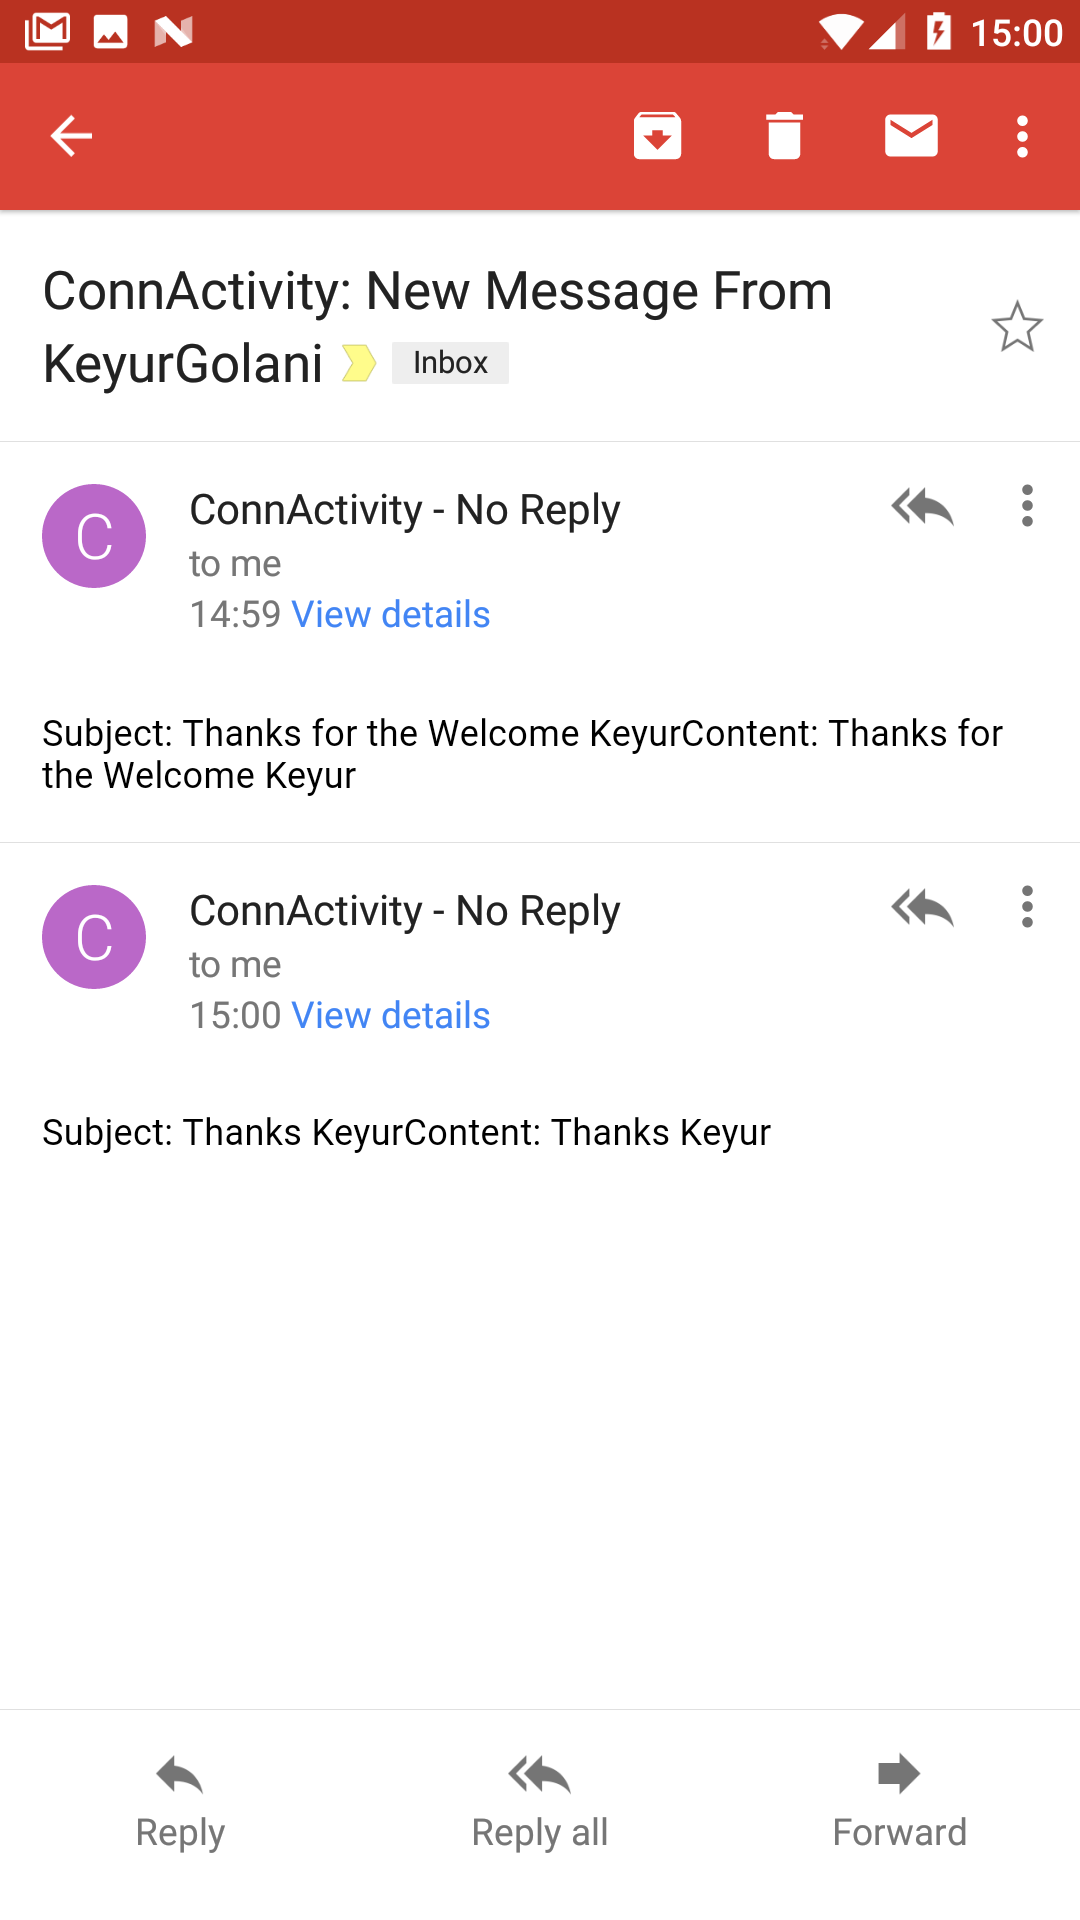 15:00
ConnActivity: New Message From
KeyurGolani Inbox
C
ConnActivity - No Reply
to me
14:59 View details
Subject: Thanks for the Welcome KeyurContent: Thanks for
the Welcome Keyur
C
ConnActivity - No Reply
to me
15:00 View details
Subject: Thanks KeyurContent: Thanks Keyur
Reply Reply all Forward